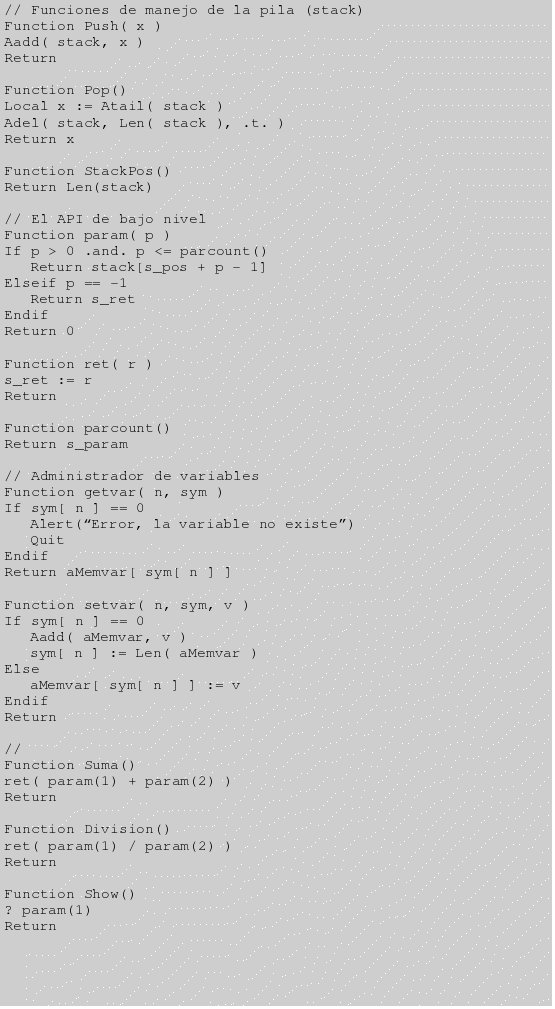 // Funciones de manejo de la pila (stack)
Function Push( x )
Aadd( stack, x )
Return
Function Pop()
Local x := Atail( stack )
Adel( stack, Len( stack ), .t. )
Return x
Function StackPos()
Return Len(stack)
// El API de bajo nivel
Function param( p )
If p > 0 .and. p <= parcount()
Return stack[s_pos + p - 1]
Elseif p == -1
Return s_ret
Endif
Return 0
Function ret( r )
s_ret := r
Return
Function parcount()
Return s_param
// Administrador de variables
Function getvar( n, sym )
If sym[ n ] == 0
Alert(“Error, la variable no existe”)
Quit
Endif
Return aMemvar[ sym[ n ] ]
Function setvar( n, sym, v )
If sym[ n ] == 0
Aadd( aMemvar, v )
sym[ n ] := Len( aMemvar )
Else
aMemvar[ sym[ n ] ] := v
Endif
Return
//
Function Suma()
ret( param(1) + param(2) )
Return
Function Division()
ret( param(1) / param(2) )
Return
Function Show()
? param(1)
Return